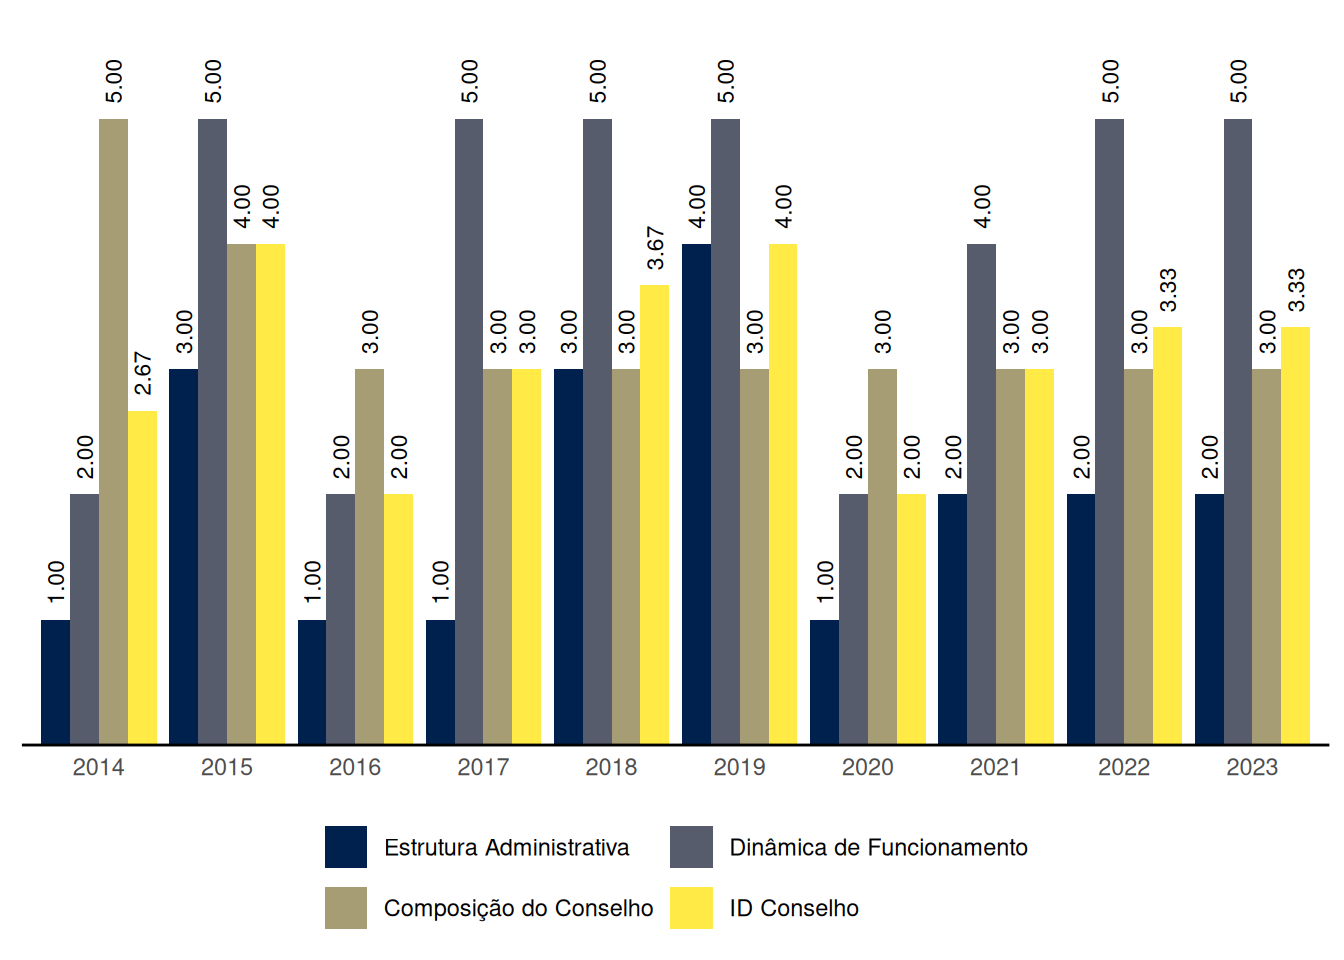 5.00 5.00 5.00 5.00 5.00 5.00 5.00
4.00 4.00 4.00 4.00 4.00
3.67
3.33 3.33
3.00 3.00 3.00 3.00 3.00 3.00 3.00 3.00 3.00 3.00 3.00 3.00
2.67
2.00 2.00 2.00 2.00 2.00 2.00 2.00 2.00
1.00 1.00 1.00 1.00
2014 2015 2016 2017 2018 2019 2020 2021 2022 2023
Estrutura Administrativa Dinâmica de Funcionamento
Composição do Conselho ID Conselho